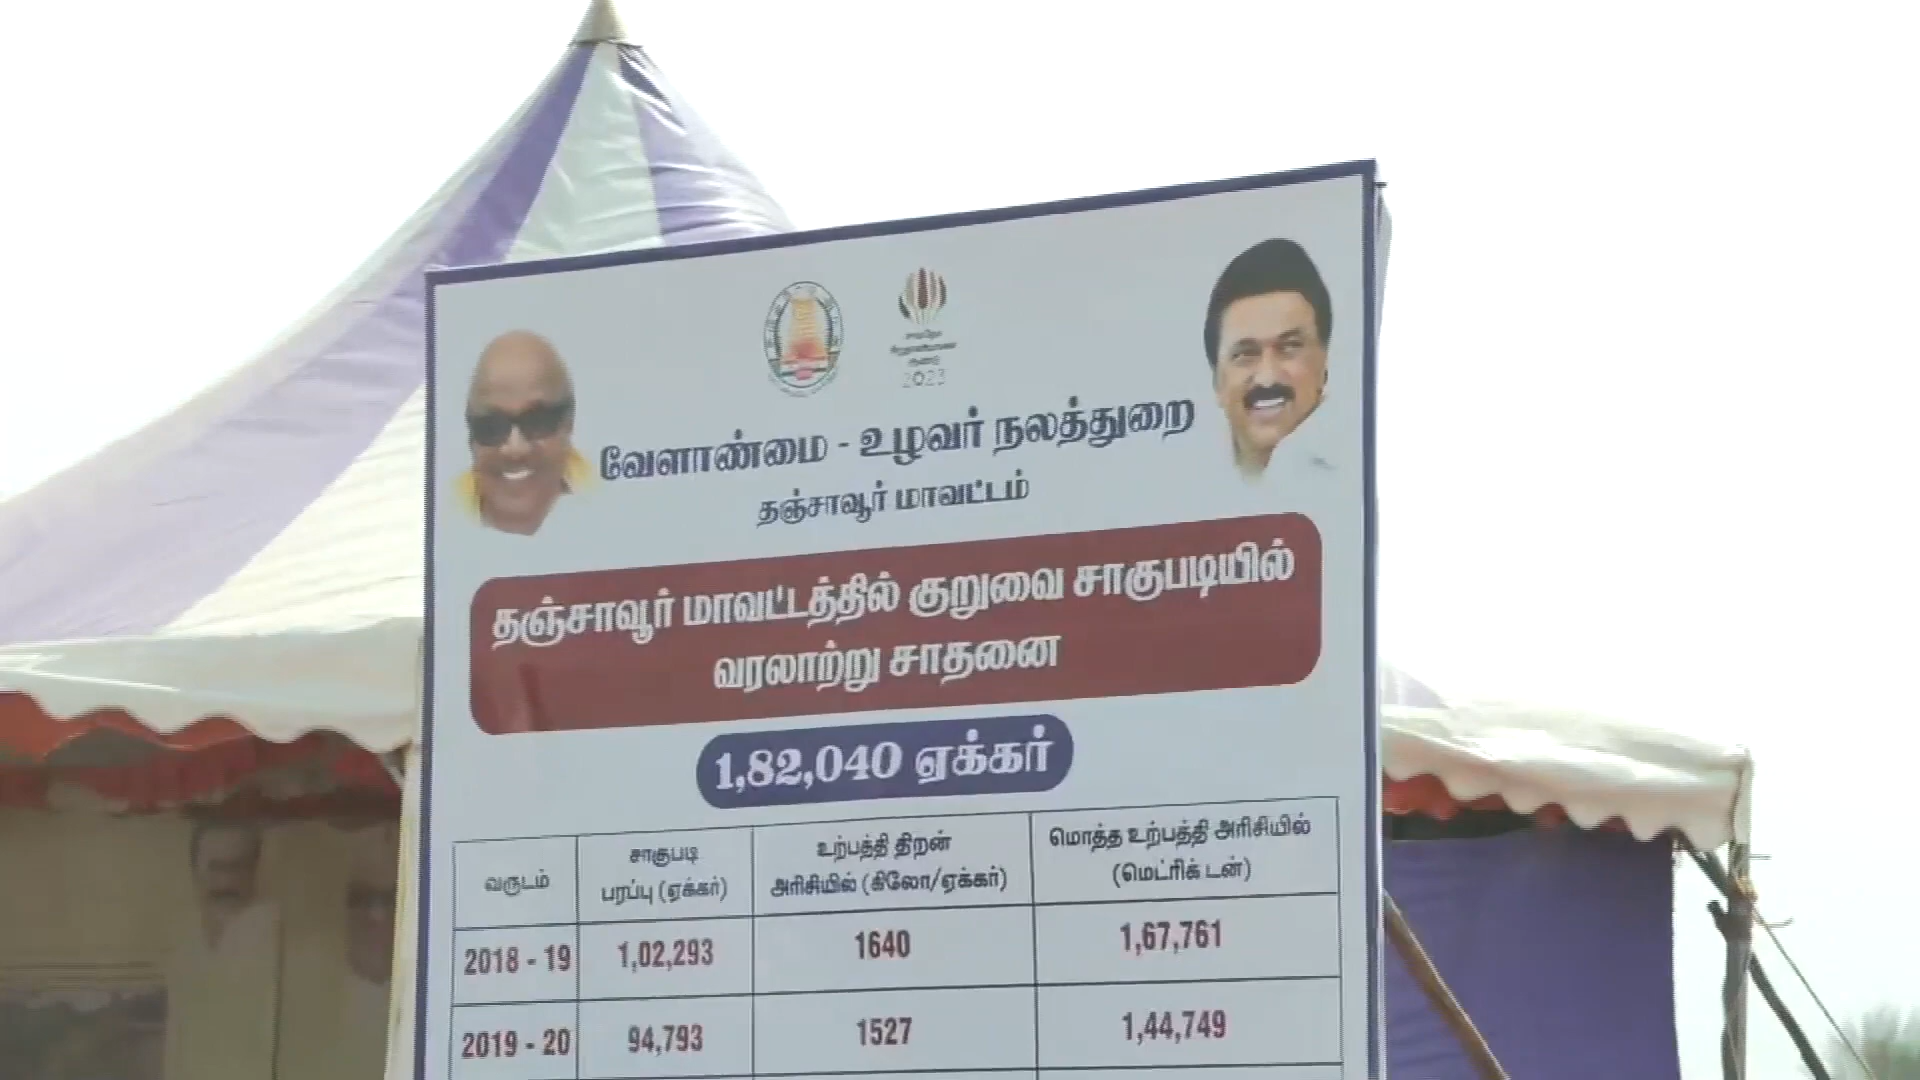 2023
வேளாண்மை - உழவர் நலத்துறை
தஞ்சாவூர் மாவட்டம்
தஞ்சாவூர் மாவட்டத்தில் குறுவை சாகுபடியில்
வரலாற்று சாதனை
1,82,040 ஏக்கர்
வருடம்
சாகுபடி
பரப்பு (ஏக்கர்)
உற்பத்தி திறன்
அரிசியில் (கிலோ/ஏக்கர்)
மொத்த உற்பத்தி அரிசியில்
(மெட்ரிக் டன்)
2018 - 19 1,02,293 1640 1,67,761
2019 - 20 94,793 1527 1,44,749